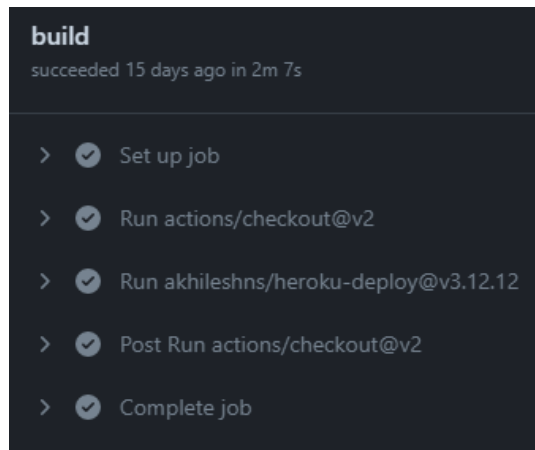 build
succeeded 15 days ago in 2m 7s
Set up job
Run actions/checkout@v2
Run akhileshns/heroku-deploy@v3.12.12
Post Run actions/checkout@v2
Complete job